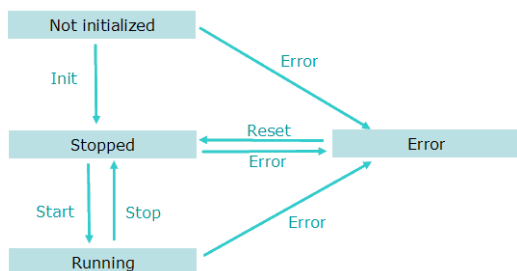 Not initialized
Error
Init
Reset
Stopped
Error
Error
Start
Stop
Error
Running